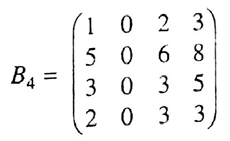 B₄ = 
1 0 2 3
5 0 6 8
3 0 3 5
2 0 3 3